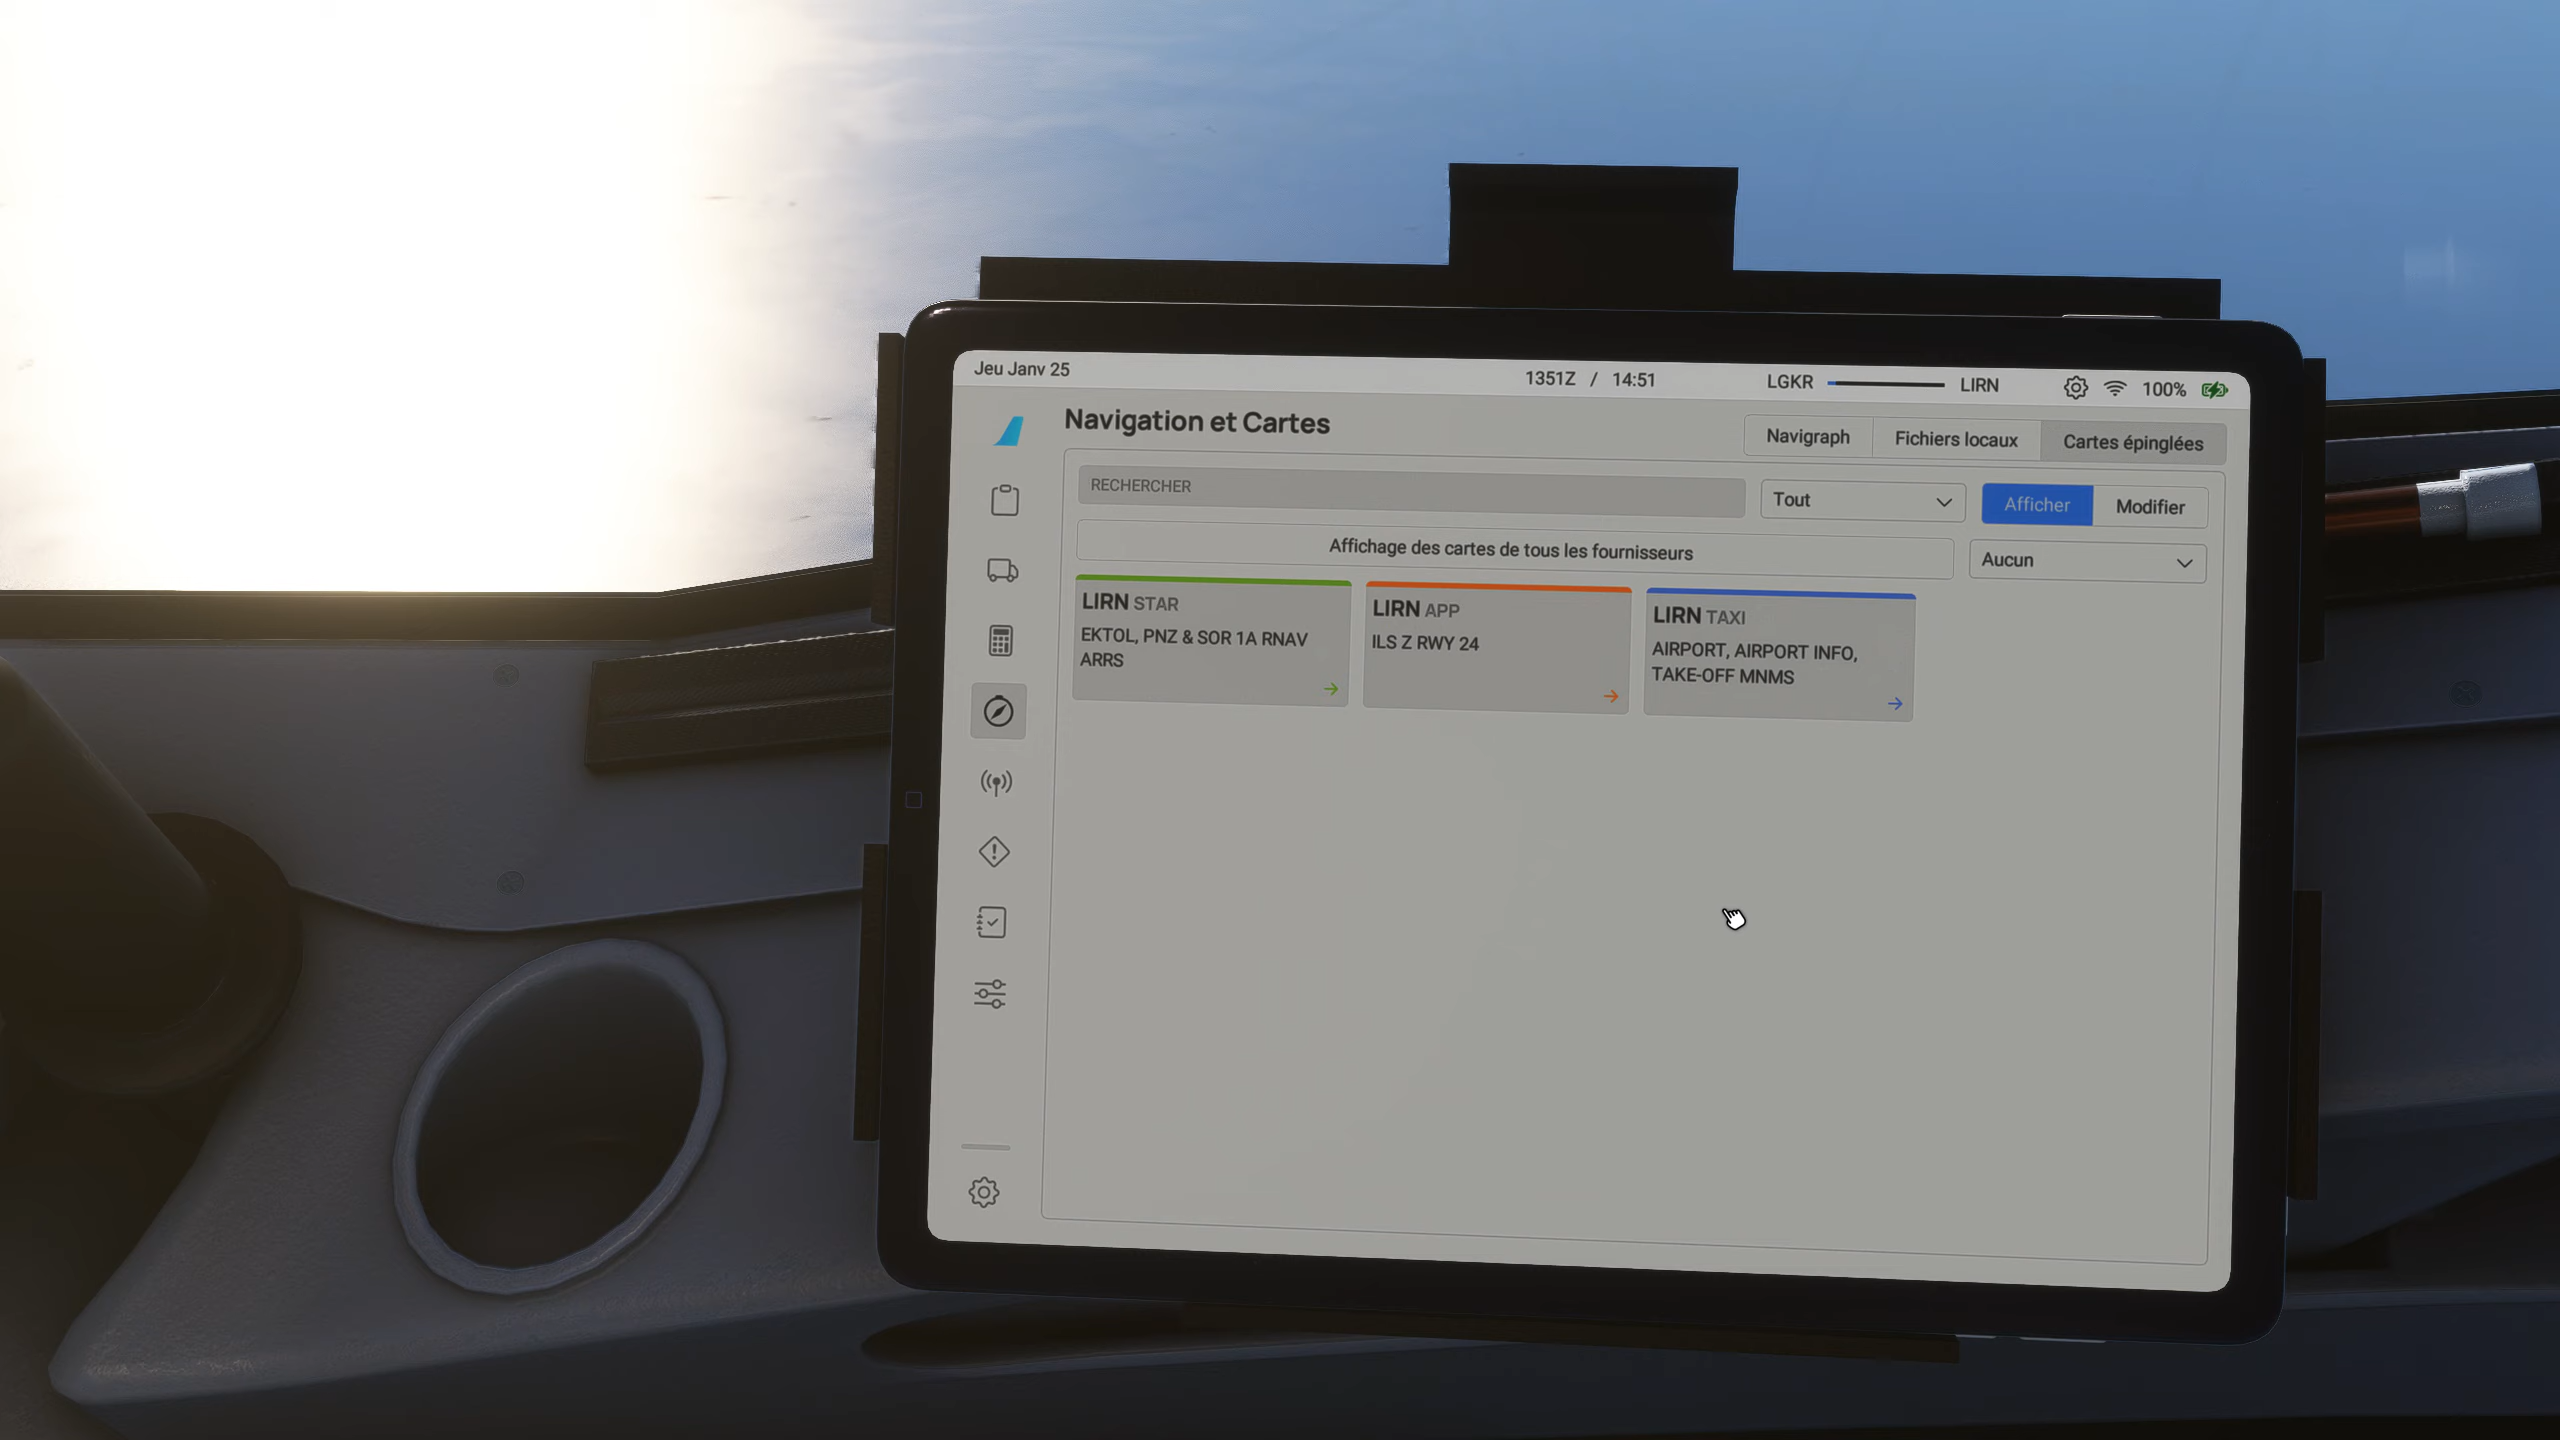 Jeu Janv 25
1351Z / 14:51
LGKR LIRN
100%
Navigation et Cartes
Navigraph
Fichiers locaux
Cartes épinglées
RECHERCHER
Tout
Afficher
Modifier
Affichage des cartes de tous les fournisseurs
Aucun
LIRN STAR
EKTOL, PNZ & SOR 1A RNAV
ARRS
LIRN APP
ILS Z RWY 24
LIRN TAXI
AIRPORT, AIRPORT INFO,
TAKE-OFF MNMS